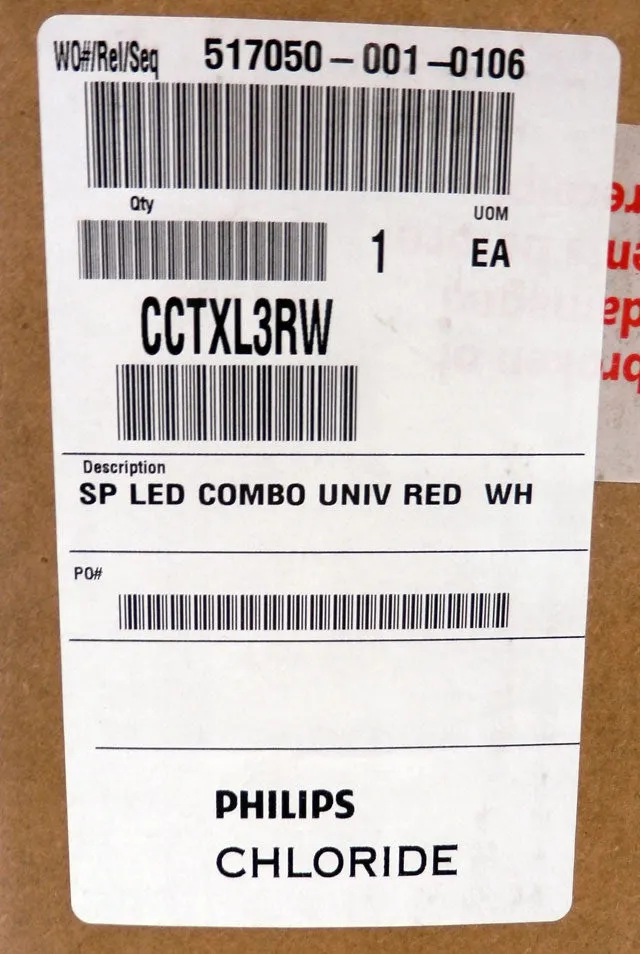 WO#/Rel/Seq 517050-001-0106
Qty
UOM
1 EA
CCTXL3RW
Description
SP LED COMBO UNIV RED WH
PO#
PHILIPS
CHLORIDE